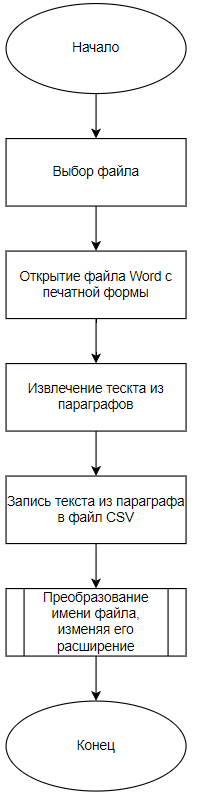 Начало
Выбор файла
Открытие файла Word с
печатной формы
Извлечение тескта из
параграфов
Запись текста из параграфа
в файл CSV
Преобразование
имени файла,
изменяя его
расширение
Конец